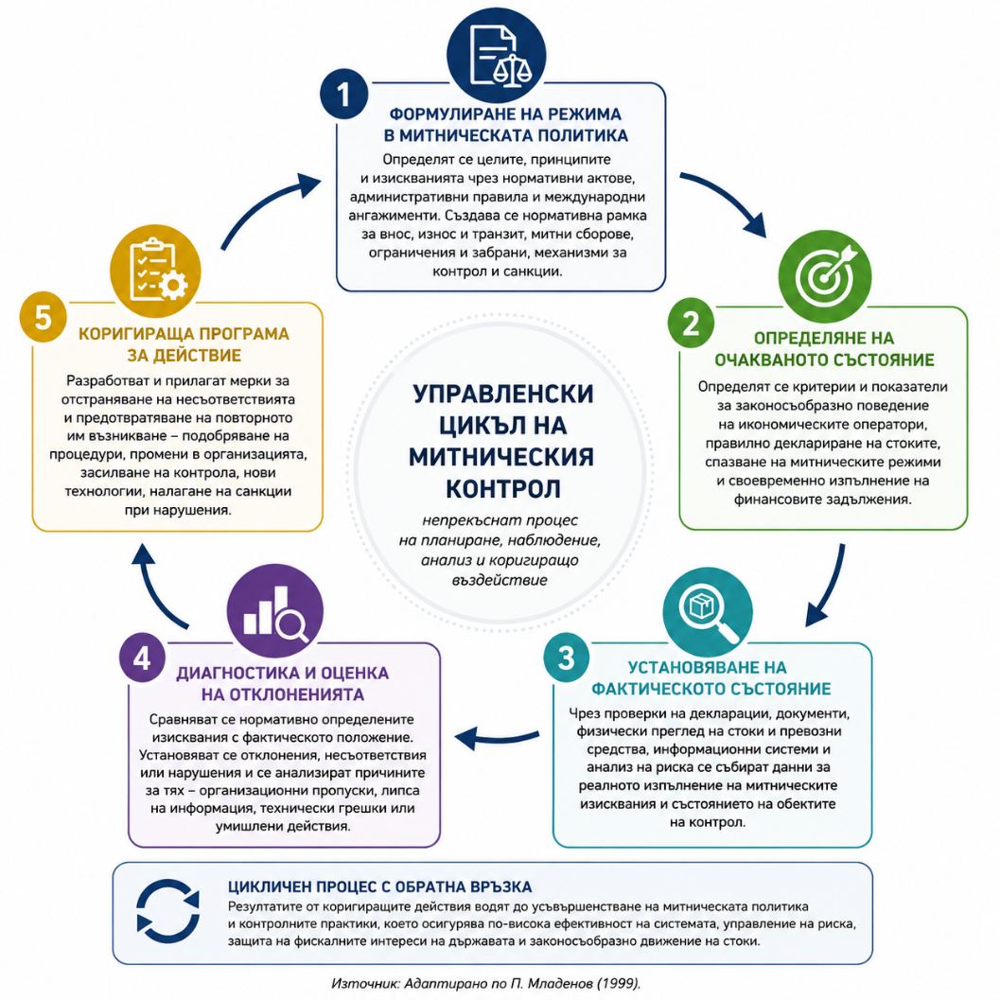 1
ФОРМУЛИРАНЕ НА РЕЖИМА
В МИТНИЧЕСКАТА ПОЛИТИКА
Определят се целите, принципите
и изискванията чрез нормативни актове,
административни правила и международни
ангажименти. Създава се нормативна рамка
за внос, износ и транзит, митни сборове,
ограничения и забрани, механизми за
контрол и санкции.
2
ОПРЕДЕЛЯНЕ НА
ОЧАКВАНОТО СЪСТОЯНИЕ
Определят се критерии и показатели
за законосъобразно поведение
на икономическите оператори,
правилно деклариране на стоките,
спазване на митническите режими
и своевременно изпълнение на
финансовите задължения.
3
УСТАНОВЯВАНЕ НА
ФАКТИЧЕСКОТО СЪСТОЯНИЕ
Чрез проверки на декларации, документи,
физически преглед на стоки и превозни
средства, информационни системи и
анализ на риска се събират данни за
реалното изпълнение на митническите
изисквания и състоянието на обектите
на контрол.
4
ДИАГНОСТИКА И ОЦЕНКА
НА ОТКЛОНЕНИЯТА
Сравняват се нормативно определените
изисквания с фактическото положение.
Установяват се отклонения, несъответствия
или нарушения и се анализират причините
за тях – организационни пропуски, липса
на информация, технически грешки или
умишлени действия.
5
КОРИГИРАЩА ПРОГРАМА
ЗА ДЕЙСТВИЕ
Разработват и прилагат мерки за
отстраняване на несъответствията
и предотвратяване на повторното
им възникване – подобряване на
процедури, промени в организацията,
засилване на контрола, нови
технологии, налагане на санкции
при нарушения.
УПРАВЛЕНСКИ
ЦИКЪЛ НА
МИТНИЧЕСКИЯ
КОНТРОЛ
непрекъснат процес
на планиране, наблюдение,
анализ и коригиращо
въздействие
ЦИКЛИЧЕН ПРОЦЕС С ОБРАТНА ВРЪЗКА
Резултатите от коригиращите действия водят до усъвършенстване на митническата политика
и контролните практики, което осигурява по-висока ефективност на системата, управление на риска,
защита на фискалните интереси на държавата и законосъобразно движение на стоки.
Източник: Адаптирано по П. Младенов (1999).